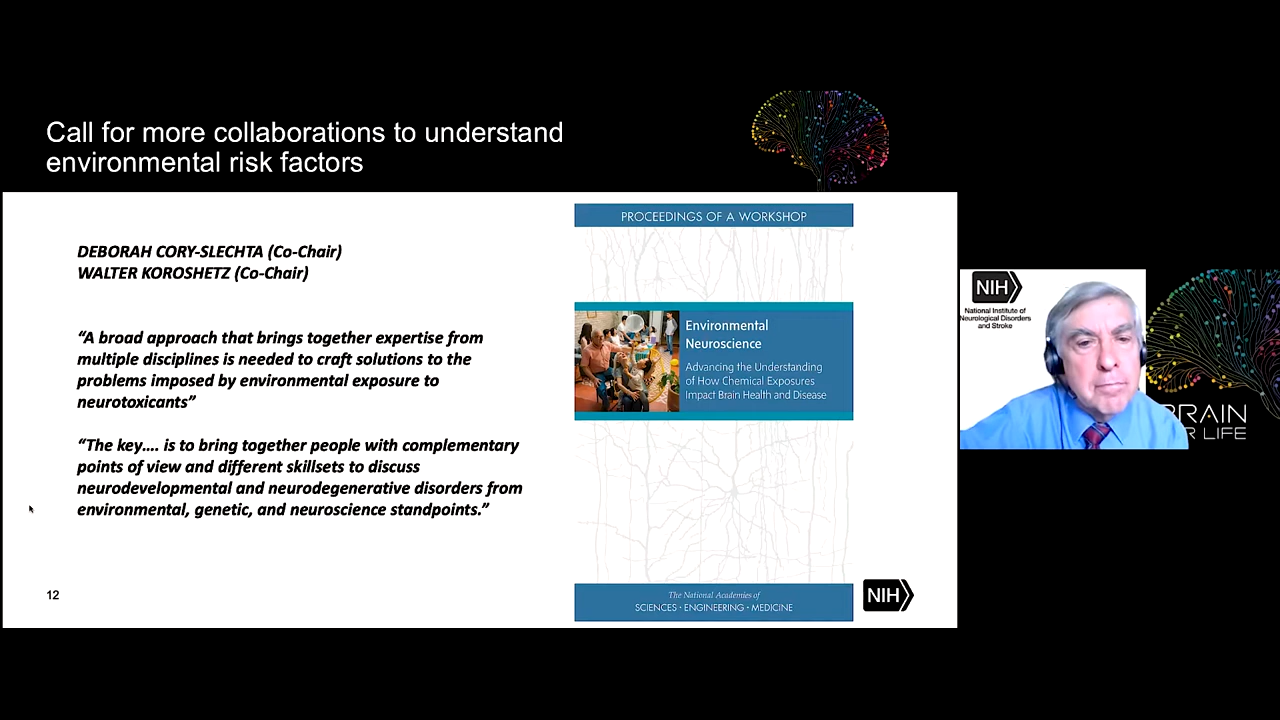 Call for more collaborations to understand
environmental risk factors
DEBORAH CORY-SLECHTA (Co-Chair)
WALTER KOROSHETZ (Co-Chair)
“A broad approach that brings together expertise from
multiple disciplines is needed to craft solutions to the
problems imposed by environmental exposure to
neurotoxicants”
“The key…. is to bring together people with complementary
points of view and different skillsets to discuss
neurodevelopmental and neurodegenerative disorders from
environmental, genetic, and neuroscience standpoints.”
12
PROCEEDINGS OF A WORKSHOP
Environmental
Neuroscience
Advancing the Understanding
of How Chemical Exposures
Impact Brain Health and Disease
The National Academies of
SCIENCES · ENGINEERING · MEDICINE
NIH
NIH
National Institute of
Neurological Disorders
and Stroke
BRAIN
R LIFE